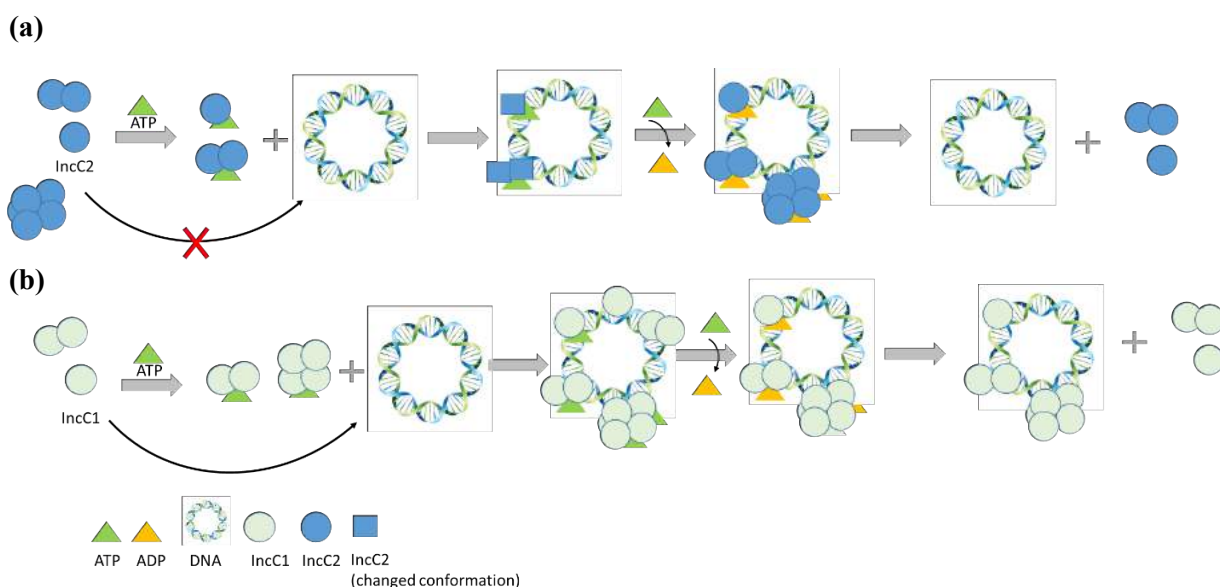 (a)
ATP
IncC2
(b)
ATP
IncC1
ATP ADP DNA IncC1 IncC2 IncC2
(changed conformation)